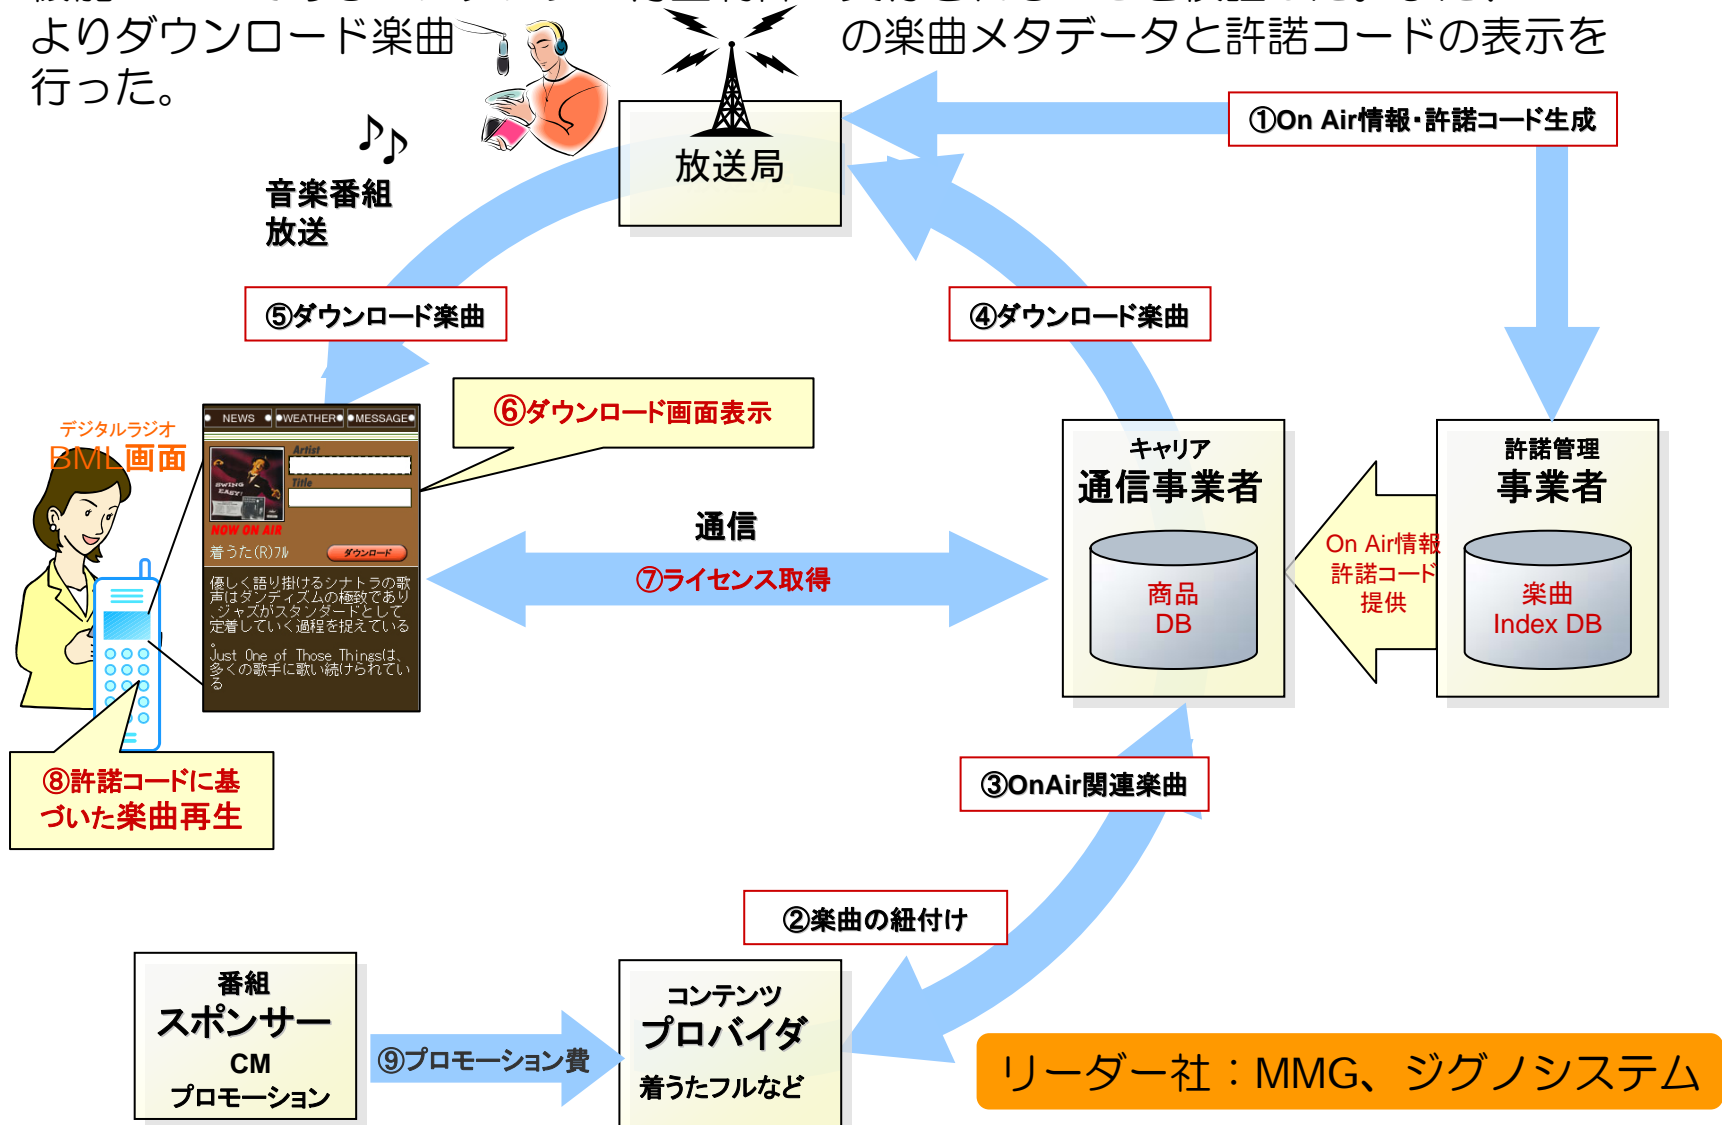 よりダウンロード楽曲
の楽曲メタデータと許諾コードの表示を
行った。
①On Air情報・許諾コード生成
放送局
音楽番組
放送
⑤ダウンロード楽曲
④ダウンロード楽曲
⑥ダウンロード画面表示
デジタルラジオ
BML画面
NEWS
WEATHER
MESSAGE
Artist
Title
SWING
EASY!
NOW ON AIR
着うた(R)フル
ダウンロード
優しく語り掛けるシナトラの歌
声はダンディズムの極致であり
、ジャズがスタンダードとして
定着していく過程を捉えている
。
Just One of Those Thingsは、
多くの歌手に歌い続けられてい
る
通信
⑦ライセンス取得
キャリア
通信事業者
商品
DB
On Air情報
許諾コード
提供
許諾管理
事業者
楽曲
Index DB
⑧許諾コードに基
づいた楽曲再生
③OnAir関連楽曲
②楽曲の紐付け
番組
スポンサー
CM
プロモーション
⑨プロモーション費
コンテンツ
プロバイダ
着うたフルなど
リーダー社：MMG、ジグノシステム